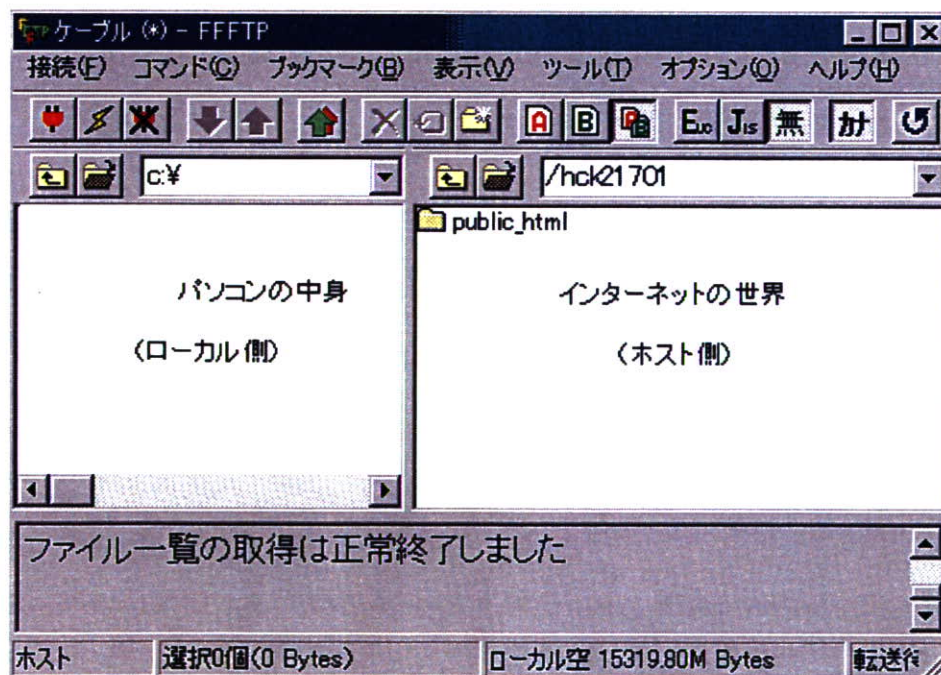 ケーブル (*) - FFFTP
接続(F) コマンド(C) ブックマーク(B) 表示(V) ツール(T) オプション(O) ヘルプ(H)
A B Euc Jis 無 カナ
c:¥ /hck21701
public_html
パソコンの中身 インターネットの世界
(ローカル側) (ホスト側)
ファイル一覧の取得は正常終了しました
ホスト 選択0個(0 Bytes) ローカル空 15319.80M Bytes 転送待